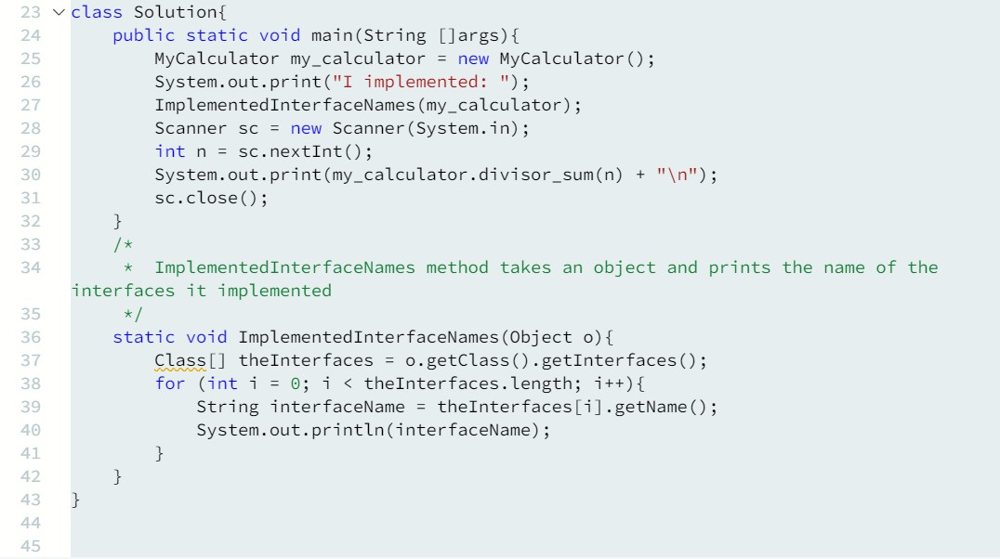 23 class Solution{
24     public static void main(String []args){
25         MyCalculator my_calculator = new MyCalculator();
26         System.out.print("I implemented: ");
27         ImplementedInterfaceNames(my_calculator);
28         Scanner sc = new Scanner(System.in);
29         int n = sc.nextInt();
30         System.out.print(my_calculator.divisor_sum(n) + "\n");
31         sc.close();
32     }
33     /*
34      *  ImplementedInterfaceNames method takes an object and prints the name of the
interfaces it implemented
35      */
36     static void ImplementedInterfaceNames(Object o){
37         Class[] theInterfaces = o.getClass().getInterfaces();
38         for (int i = 0; i < theInterfaces.length; i++){
39             String interfaceName = theInterfaces[i].getName();
40             System.out.println(interfaceName);
41         }
42     }
43 }
44
45